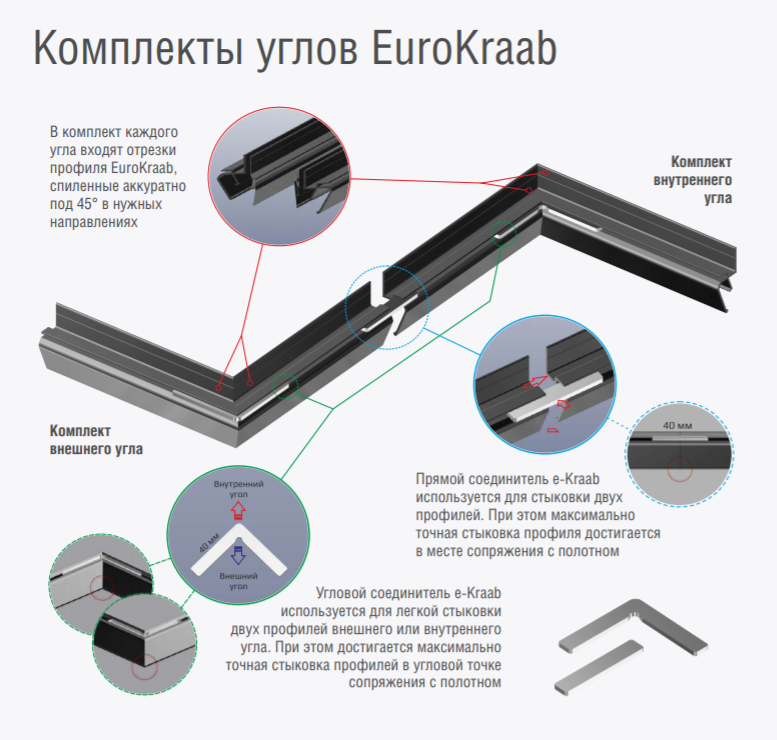 Комплекты углов EuroKraab
В комплект каждого
угла входят отрезки
профиля EuroKraab,
спиленные аккуратно
под 45° в нужных
направлениях
Комплект
внутреннего
угла
Комплект
внешнего угла
40 мм
Прямой соединитель e-Kraab
используется для стыковки двух
профилей. При этом максимально
точная стыковка профиля достигается
в месте сопряжения с полотном
Внутренний
угол
40 мм
Внешний
угол
Угловой соединитель e-Kraab
используется для легкой стыковки
двух профилей внешнего или внутреннего
угла. При этом достигается максимально
точная стыковка профилей в угловой точке
сопряжения с полотном